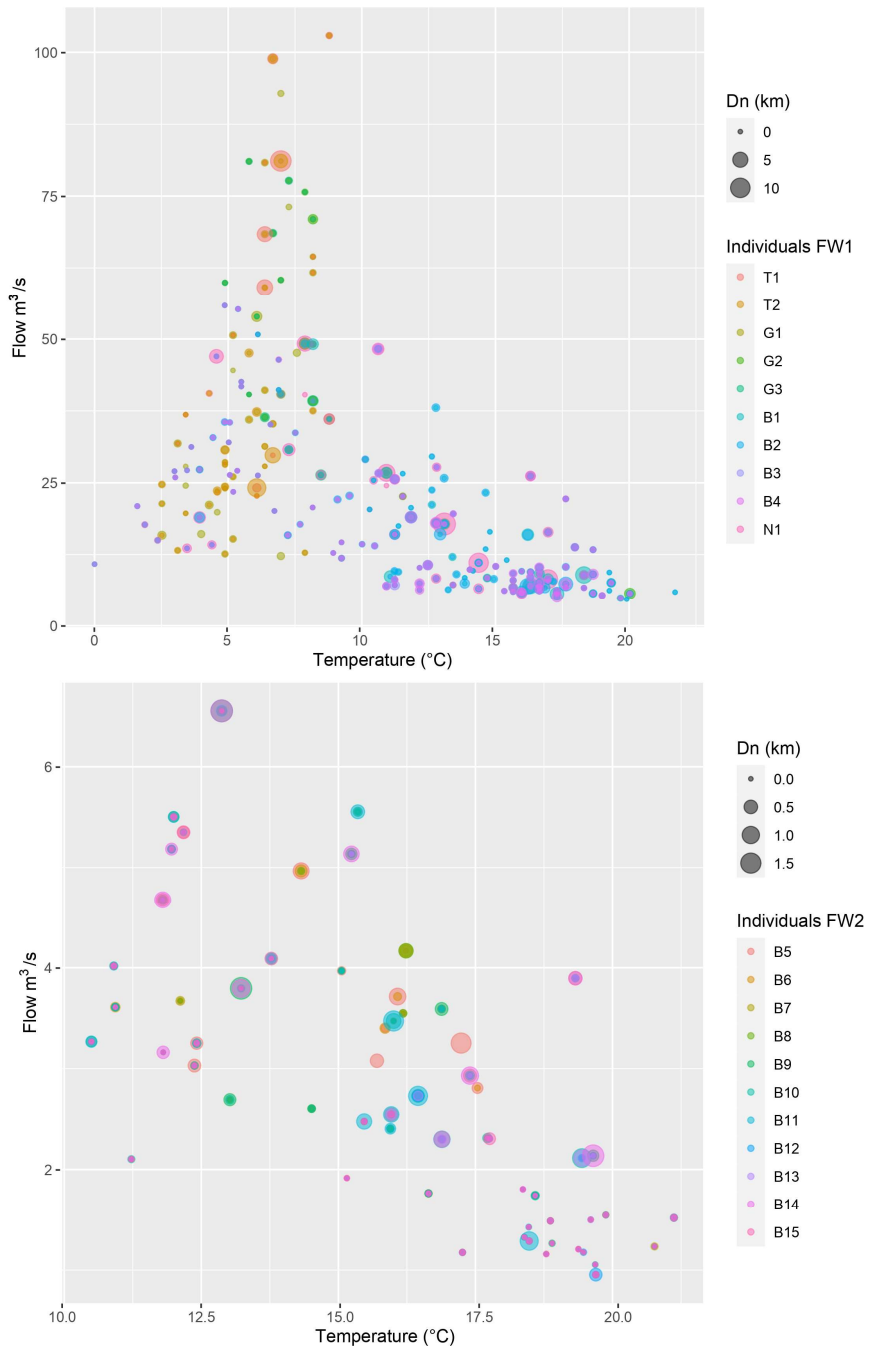 Flow m³/s
100
75
50
25
0
0
5
10
15
20
Temperature (°C)
Dn (km)
0
5
10
Individuals FW1
T1
T2
G1
G2
G3
B1
B2
B3
B4
N1
Flow m³/s
6
4
2
10.0
12.5
15.0
17.5
20.0
Temperature (°C)
Dn (km)
0.0
0.5
1.0
1.5
Individuals FW2
B5
B6
B7
B8
B9
B10
B11
B12
B13
B14
B15